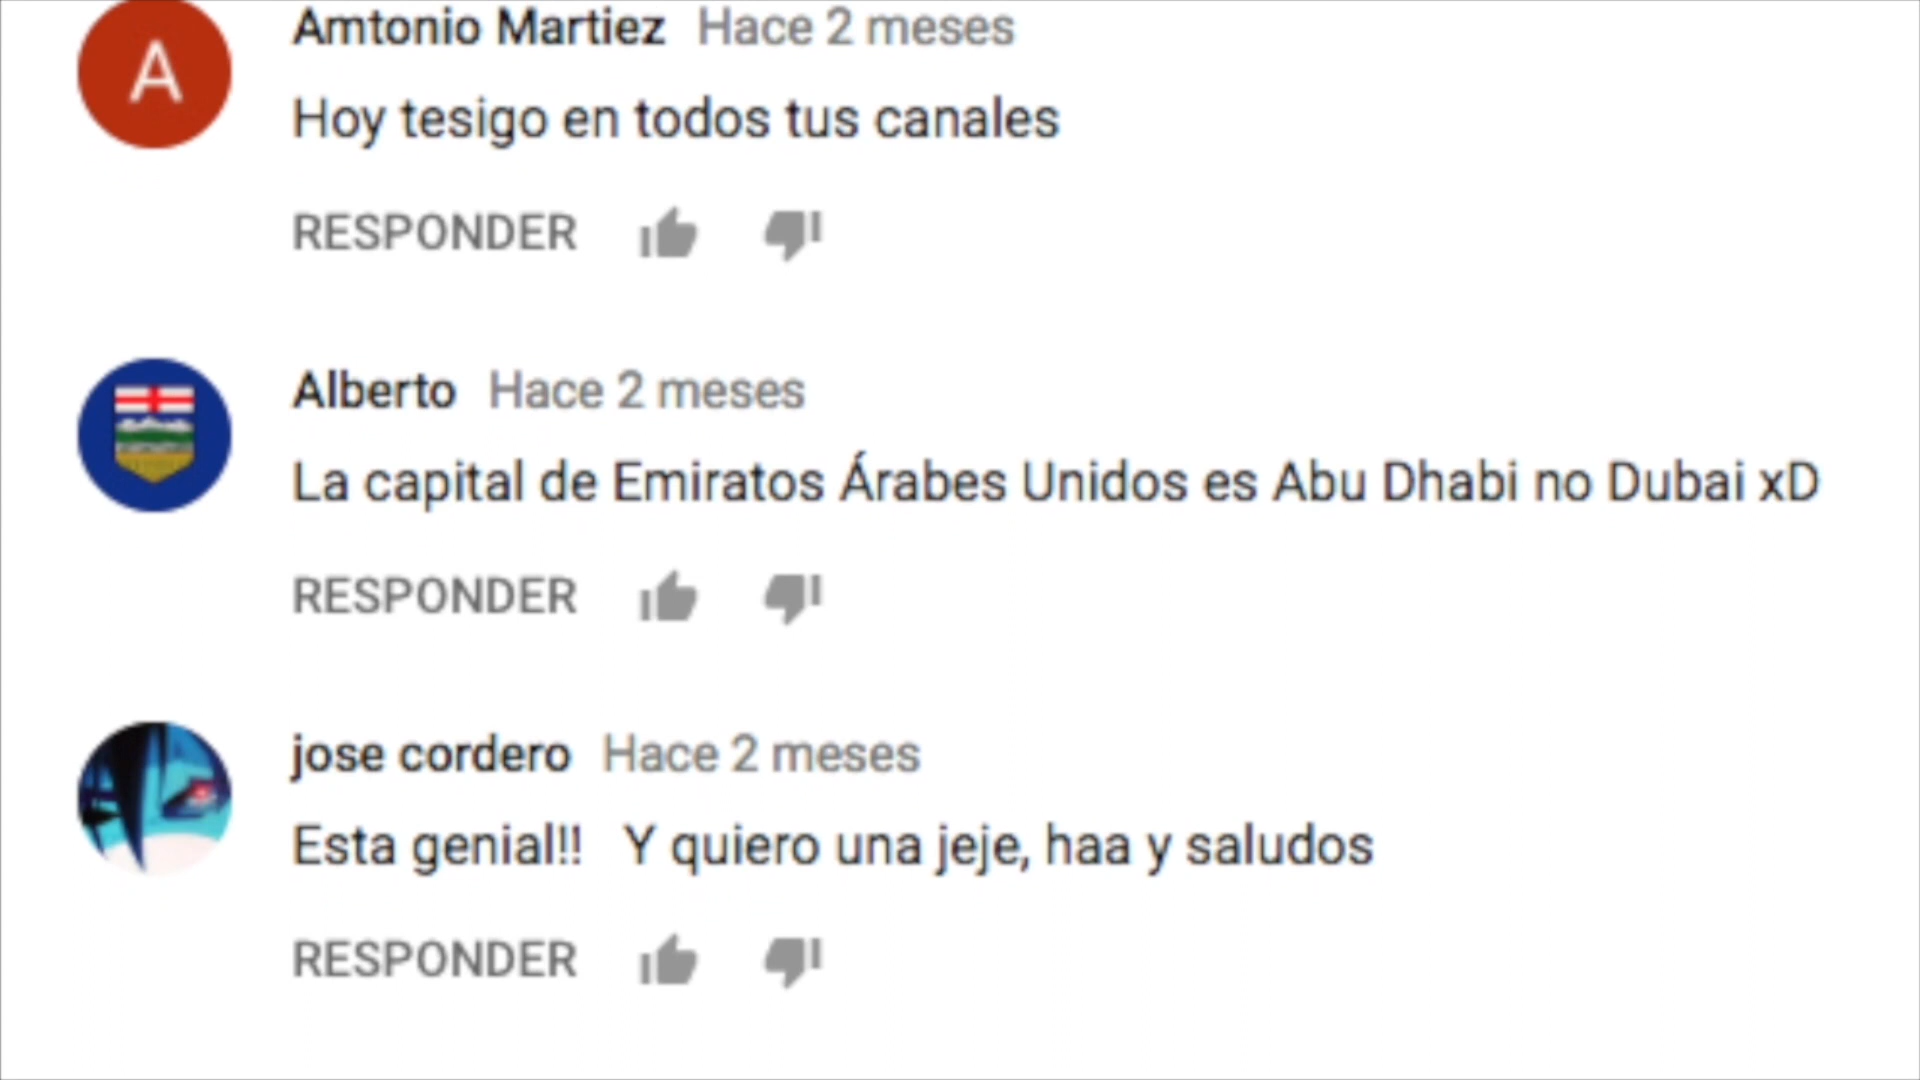 A
Amtonio Martiez Hace 2 meses
Hoy tesigo en todos tus canales
RESPONDER
Alberto Hace 2 meses
La capital de Emiratos Árabes Unidos es Abu Dhabi no Dubai xD
RESPONDER
jose cordero Hace 2 meses
Esta genial!! Y quiero una jeje, haa y saludos
RESPONDER